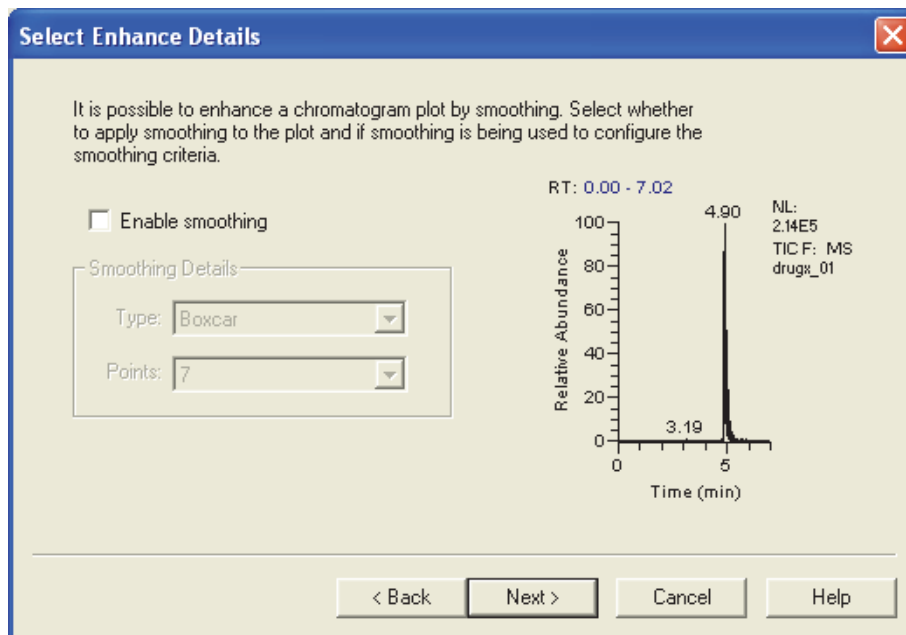 Select Enhance Details
It is possible to enhance a chromatogram plot by smoothing. Select whether
to apply smoothing to the plot and if smoothing is being used to configure the
smoothing criteria.
Enable smoothing
Smoothing Details
Type: Boxcar
Points: 7
RT: 0.00 - 7.02
NL:
2.14E5
TIC F: MS
drugx_01
4.90
3.19
Relative Abundance
100
80
60
40
20
0
0 5
Time (min)
< Back Next > Cancel Help